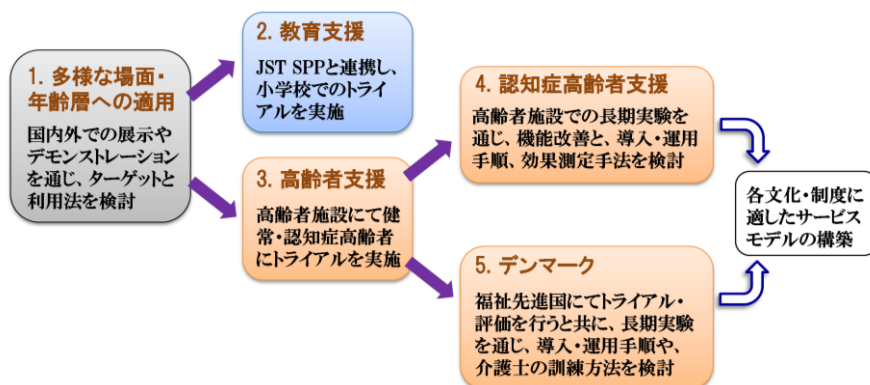 1. 多様な場面・
年齢層への適用
国内外での展示や
デモンストレーション
を通じ、ターゲットと
利用法を検討
2. 教育支援
JST SPPと連携し、
小学校でのトライ
アルを実施
3. 高齢者支援
高齢者施設にて健
常・認知症高齢者
にトライアルを実施
4. 認知症高齢者支援
高齢者施設での長期実験を
通じ、機能改善と、導入・運用
手順、効果測定手法を検討
5. デンマーク
福祉先進国にてトライアル・
評価を行うと共に、長期実験
を通じ、導入・運用手順や、
介護士の訓練方法を検討
各文化・制度に
適したサービス
モデルの構築